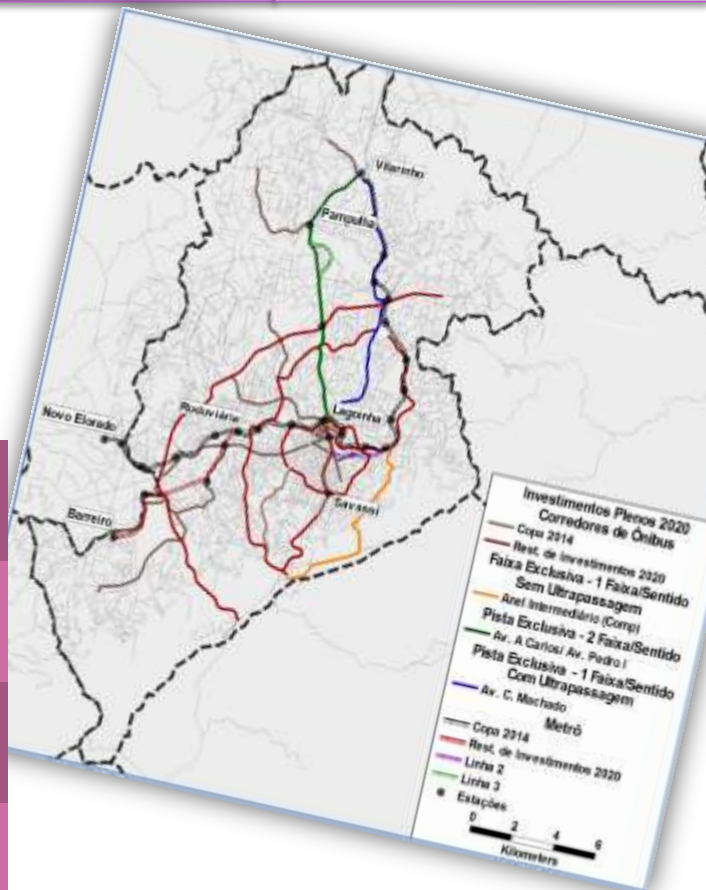 Vilarinho
Pampulha
Lagoinha
Rodoviária
Novo Elorado
Savassi
Barreiro
Investimentos Plenos 2020
Corredores de Ônibus
Copa 2014
Rest. de Investimentos 2020
Faixa Exclusiva - 1 Faixa/Sentido
Sem Ultrapassagem
Anel Intermediário (Comp)
Pista Exclusiva - 2 Faixa/Sentido
Av. A Carlos/ Av. Pedro I
Pista Exclusiva - 1 Faixa/Sentido
Com Ultrapassagem
Av. C. Machado
Metrô
Copa 2014
Rest. de Investimentos 2020
Linha 2
Linha 3
Estações
0 2 4 6
Kilometers